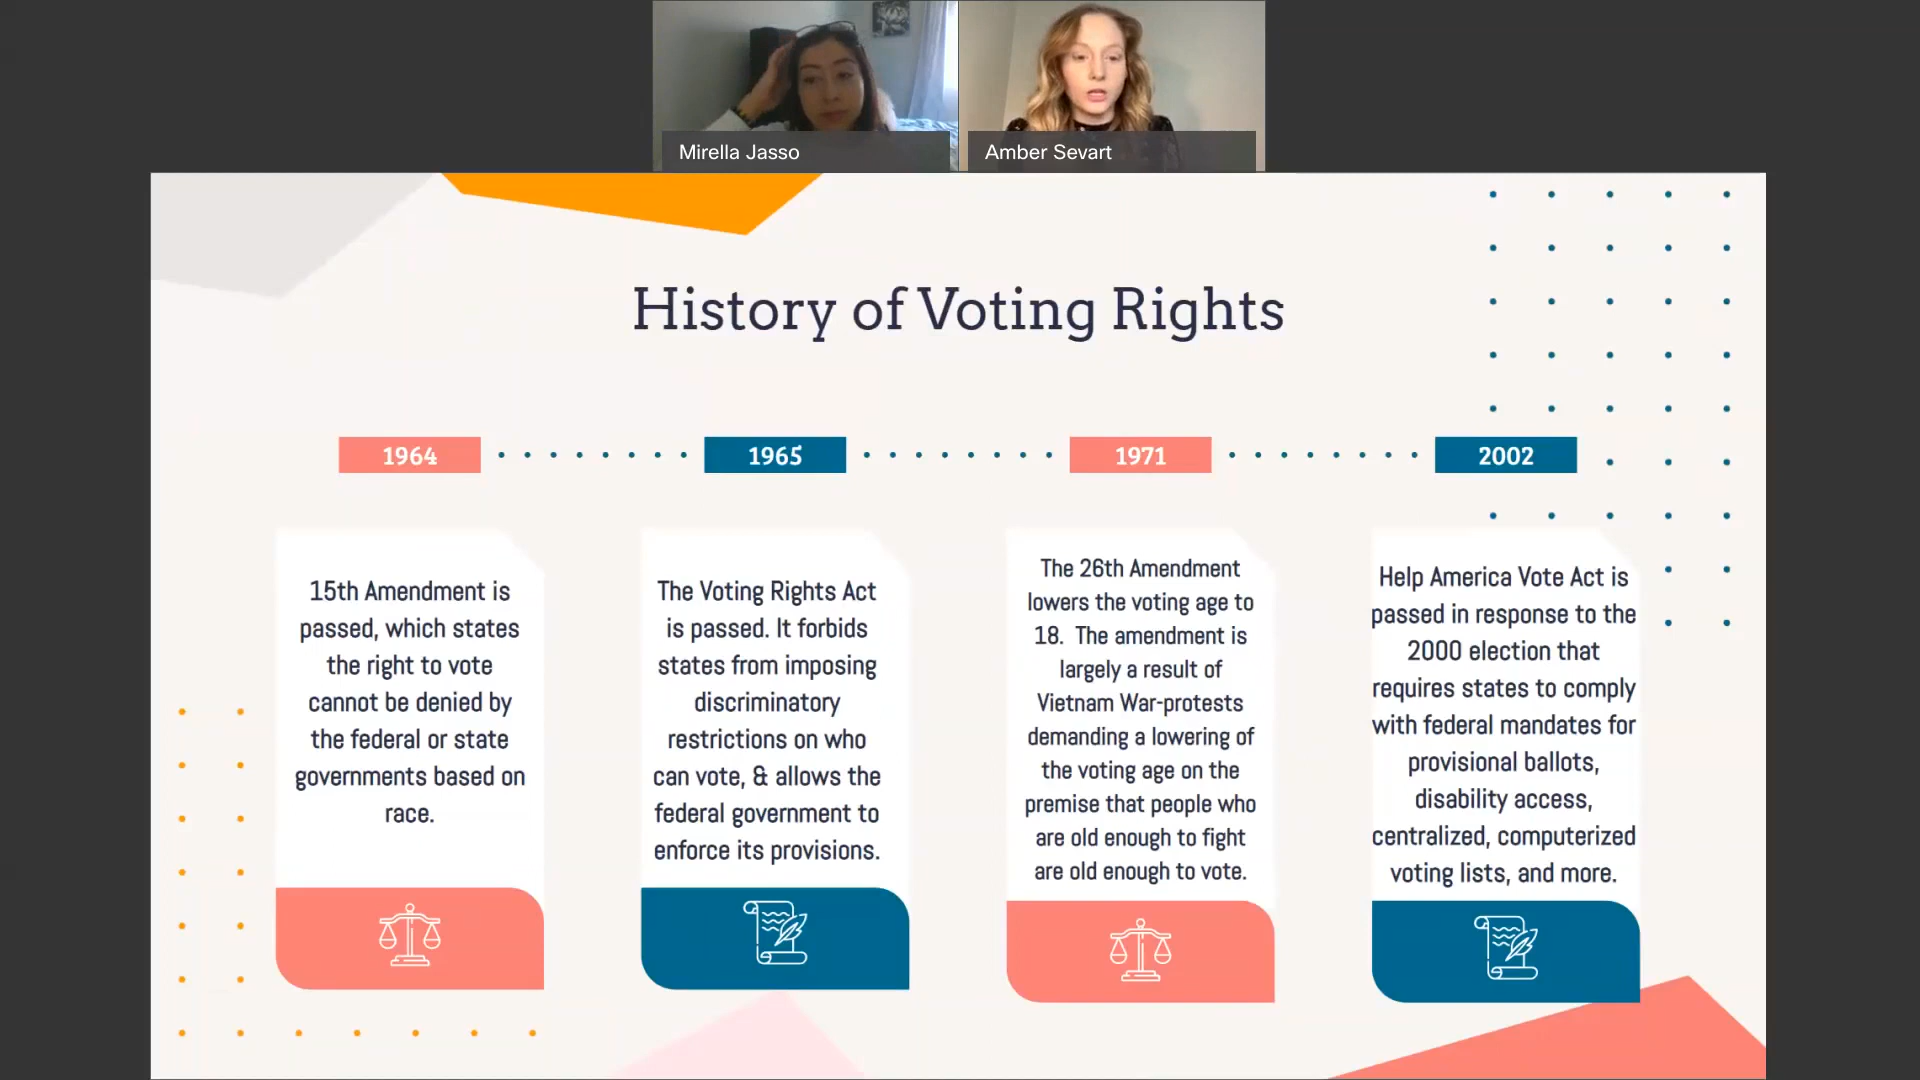 Mirella Jasso
Amber Sevart
History of Voting Rights
1964
1965
1971
2002
15th Amendment is
passed, which states
the right to vote
cannot be denied by
the federal or state
governments based on
race.
The Voting Rights Act
is passed. It forbids
states from imposing
discriminatory
restrictions on who
can vote, & allows the
federal government to
enforce its provisions.
The 26th Amendment
lowers the voting age to
18. The amendment is
largely a result of
Vietnam War-protests
demanding a lowering of
the voting age on the
premise that people who
are old enough to fight
are old enough to vote.
Help America Vote Act is
passed in response to the
2000 election that
requires states to comply
with federal mandates for
provisional ballots,
disability access,
centralized, computerized
voting lists, and more.